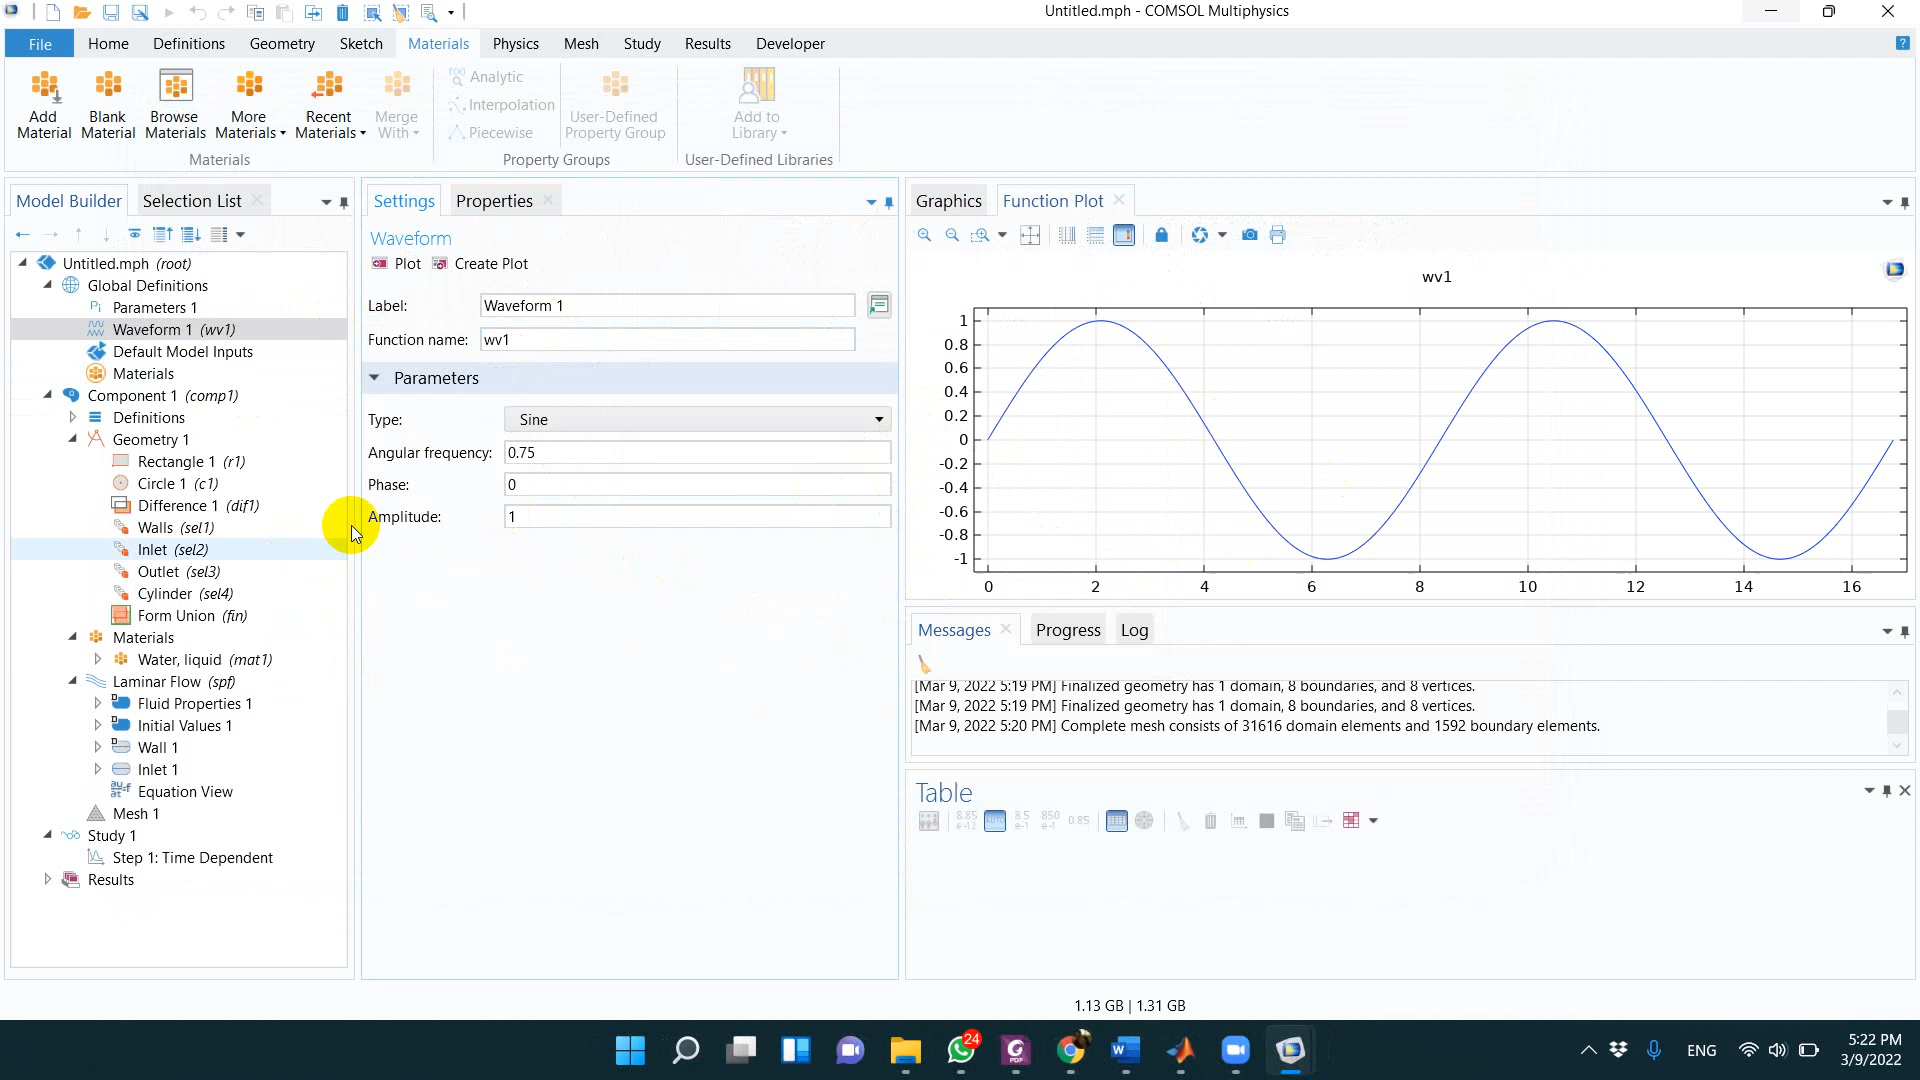 Untitled.mph - COMSOL Multiphysics
File Home Definitions Geometry Sketch Materials Physics Mesh Study Results Developer
Add Material
Blank Material
Browse Materials
More Materials
Recent Materials
Merge With
Materials
Analytic
Interpolation
Piecewise
User-Defined Property Group
Property Groups
Add to Library
User-Defined Libraries
Model Builder Selection List
Untitled.mph (root)
Global Definitions
Parameters 1
Waveform 1 (wv1)
Default Model Inputs
Materials
Component 1 (comp1)
Definitions
Geometry 1
Rectangle 1 (r1)
Circle 1 (c1)
Difference 1 (dif1)
Walls (sel1)
Inlet (sel2)
Outlet (sel3)
Cylinder (sel4)
Form Union (fin)
Materials
Water, liquid (mat1)
Laminar Flow (spf)
Fluid Properties 1
Initial Values 1
Wall 1
Inlet 1
Equation View
Mesh 1
Study 1
Step 1: Time Dependent
Results
Settings Properties
Waveform
Plot Create Plot
Label: Waveform 1
Function name: wv1
Parameters
Type: Sine
Angular frequency: 0.75
Phase: 0
Amplitude: 1
Graphics Function Plot
wv1
1
0.8
0.6
0.4
0.2
0
-0.2
-0.4
-0.6
-0.8
-1
0 2 4 6 8 10 12 14 16
Messages Progress Log
[Mar 9, 2022 5:19 PM] Finalized geometry has 1 domain, 8 boundaries, and 8 vertices.
[Mar 9, 2022 5:19 PM] Finalized geometry has 1 domain, 8 boundaries, and 8 vertices.
[Mar 9, 2022 5:20 PM] Complete mesh consists of 31616 domain elements and 1592 boundary elements.
Table
8.85 e-12
8.5 e-1
850 e-1
0.85
1.13 GB | 1.31 GB
24
PDF
ENG
5:22 PM
3/9/2022